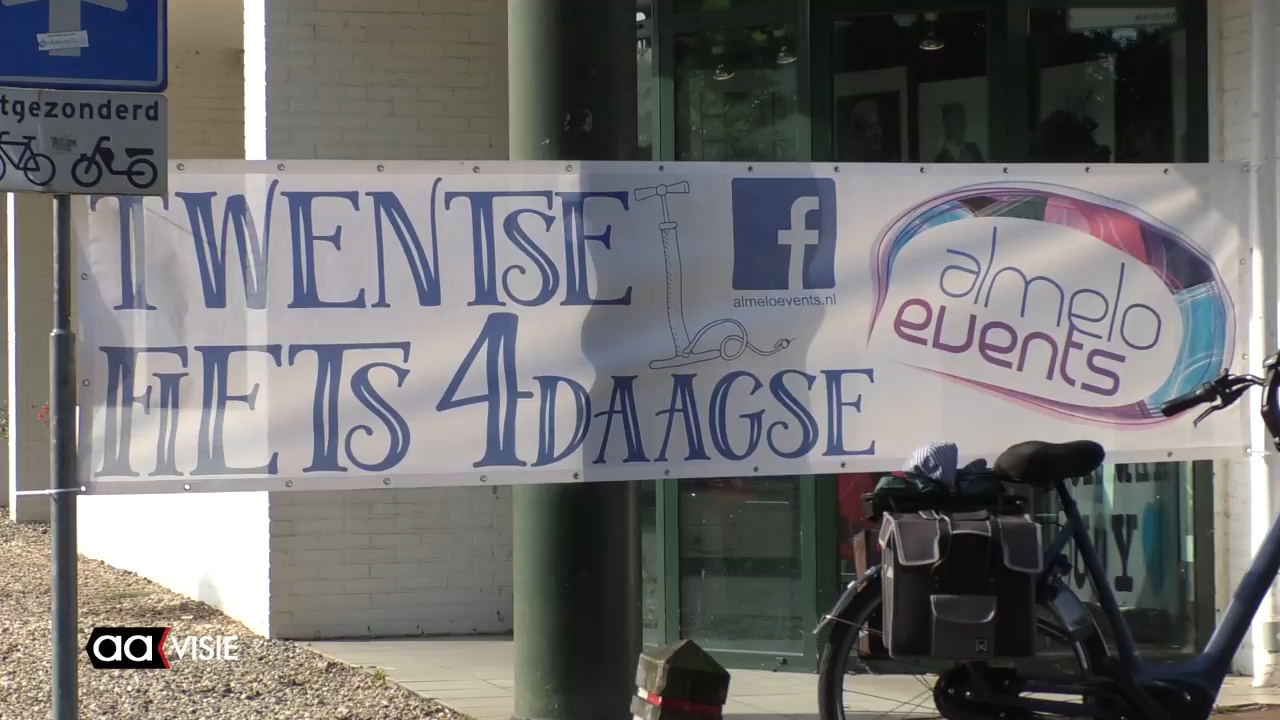 tgezonderd
TWENTSE
FIETS 4DAAGSE
f
almeloevents.nl
almelo
events
aa VISIE